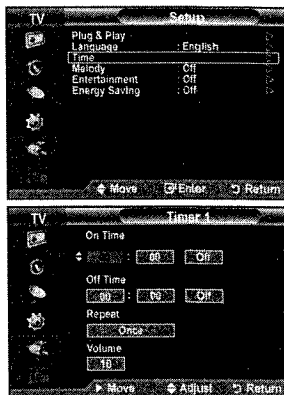 TV Setup
Plug & Play
Language : English
Time
Melody : Off
Entertainment : Off
Energy Saving : Off
Move Enter Return
TV Timer 1
On Time
: 00 Off
Off Time
00 : 00 Off
Repeat
Once
Volume
10
Move Adjust Return